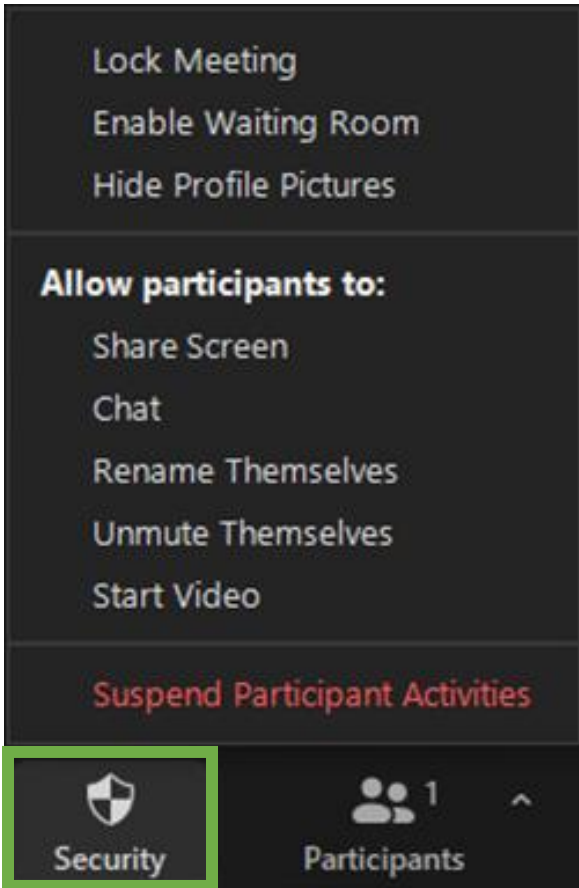 Lock Meeting
Enable Waiting Room
Hide Profile Pictures
Allow participants to:
Share Screen
Chat
Rename Themselves
Unmute Themselves
Start Video
Suspend Participant Activities
1
Security Participants